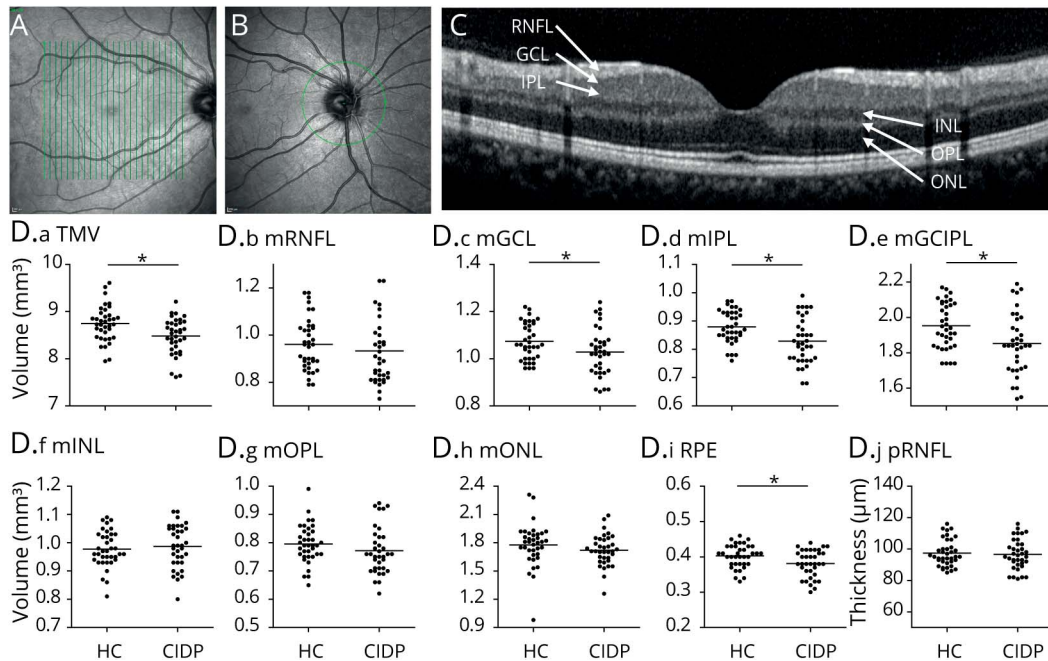 A
B
C
RNFL
GCL
IPL
INL
OPL
ONL
D.a TMV
D.b mRNFL
D.c mGCL
D.d mIPL
D.e mGCIPL
Volume (mm³)
10
9
8
7
*
1.2
1.0
0.8
1.4
1.2
1.0
0.8
*
1.1
1.0
0.9
0.8
0.7
0.6
*
2.2
2.0
1.8
1.6
*
D.f mINL
D.g mOPL
D.h mONL
D.i RPE
D.j pRNFL
Volume (mm³)
1.2
1.1
1.0
0.9
0.8
0.7
HC CIDP
1.0
0.9
0.8
0.7
0.6
0.5
HC CIDP
2.4
2.1
1.8
1.5
1.2
0.9
HC CIDP
0.6
0.5
0.4
0.3
0.2
*
HC CIDP
Thickness (µm)
140
120
100
80
60
HC CIDP